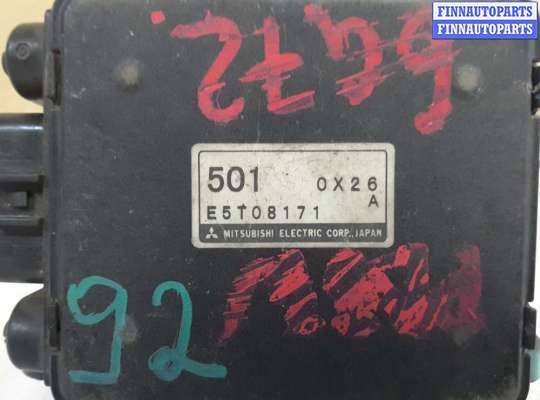 FINNAUTOPARTS
FINNAUTOPARTS
501 0X26
A
E5T08171
MITSUBISHI ELECTRIC CORP., JAPAN
92